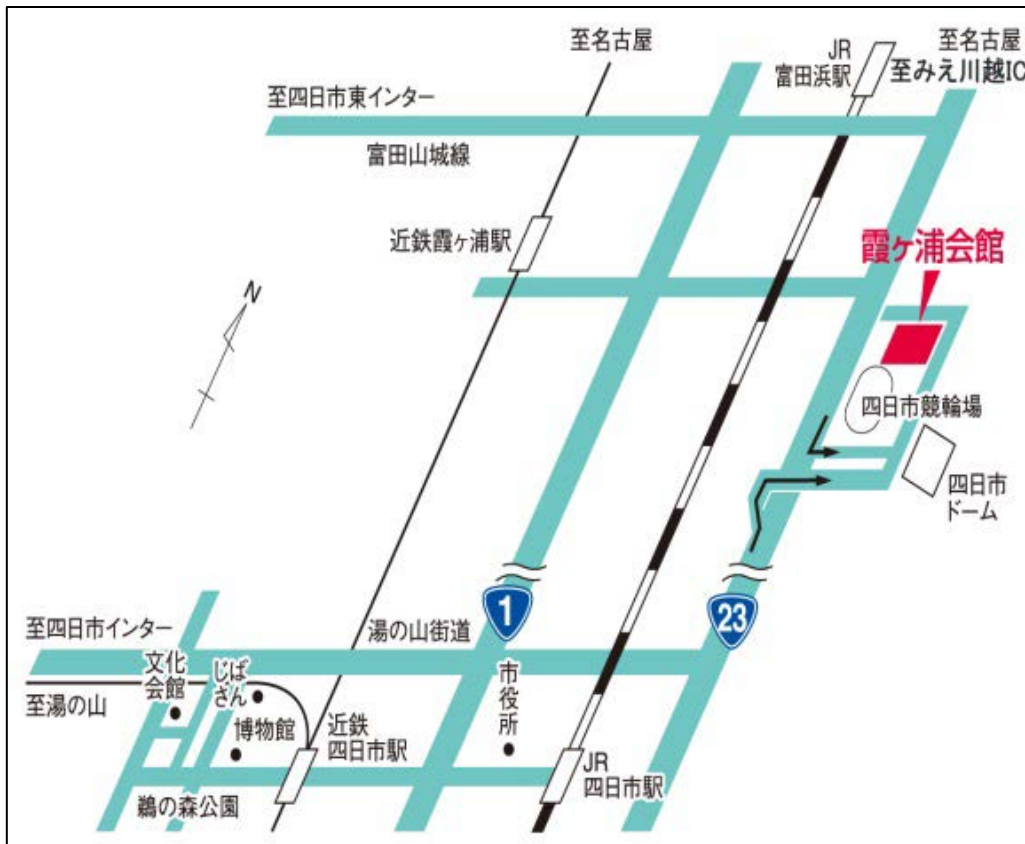 至名古屋
JR
富田浜駅
至名古屋
至みえ川越IC
至四日市東インター
富田山城線
近鉄霞ヶ浦駅
霞ヶ浦会館
N
四日市競輪場
四日市
ドーム
1
23
至四日市インター
湯の山街道
文化
会館
じば
さん
市役所
至湯の山
博物館
近鉄
四日市駅
JR
四日市駅
鵜の森公園